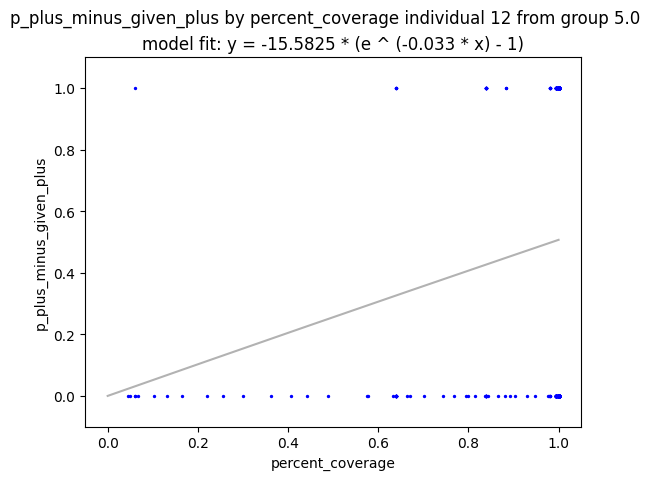 p_plus_minus_given_plus by percent_coverage individual 12 from group 5.0
model fit: y = -15.5825 * (e ^ (-0.033 * x) - 1)
1.0
0.8
0.6
0.4
0.2
0.0
p_plus_minus_given_plus
0.0 0.2 0.4 0.6 0.8 1.0
percent_coverage